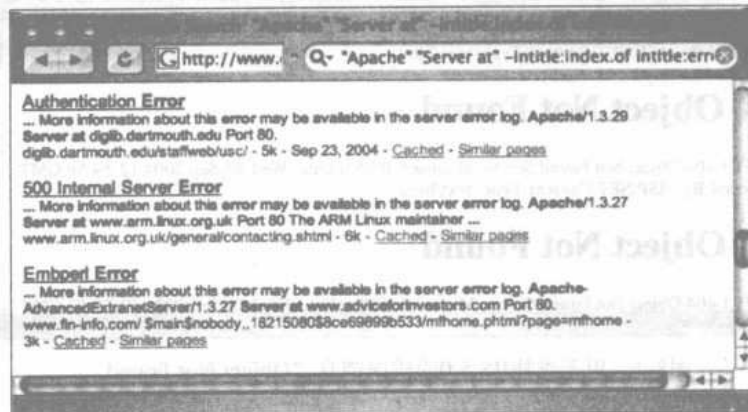 http://www.
"Apache" "Server at" -intitle:index.of intitle:erro
Object Not Found
Authentication Error
... More information about this error may be available in the server error log. Apache/1.3.29
Server at diglib.dartmouth.edu Port 80.
diglib.dartmouth.edu/staffweb/usc/ - 5k - Sep 23, 2004 - Cached - Similar pages
500 Internal Server Error
... More information about this error may be available in the server error log. Apache/1.3.27
Server at www.arm.linux.org.uk Port 80 The ARM Linux maintainer ...
www.arm.linux.org.uk/general/contacting.shtml - 6k - Cached - Similar pages
Object Not Found
Embperl Error
... More information about this error may be available in the server error log. Apache-
AdvancedExtranetServer/1.3.27 Server at www.adviceforinvestors.com Port 80.
www.fin-info.com/ $main$nobody,,18215080$8ce69899b533/mfhome.phtml?page=mfhome -
3k - Cached - Similar pages